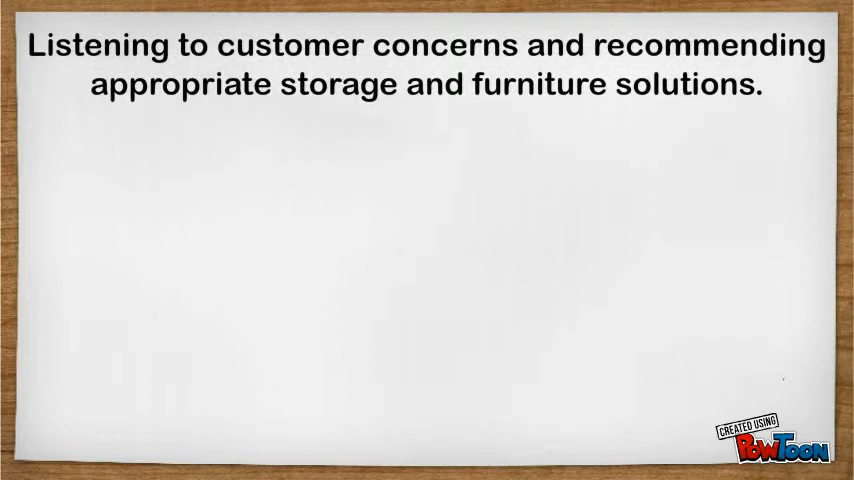 Listening to customer concerns and recommending
appropriate storage and furniture solutions.
CREATED USING
POWTOON